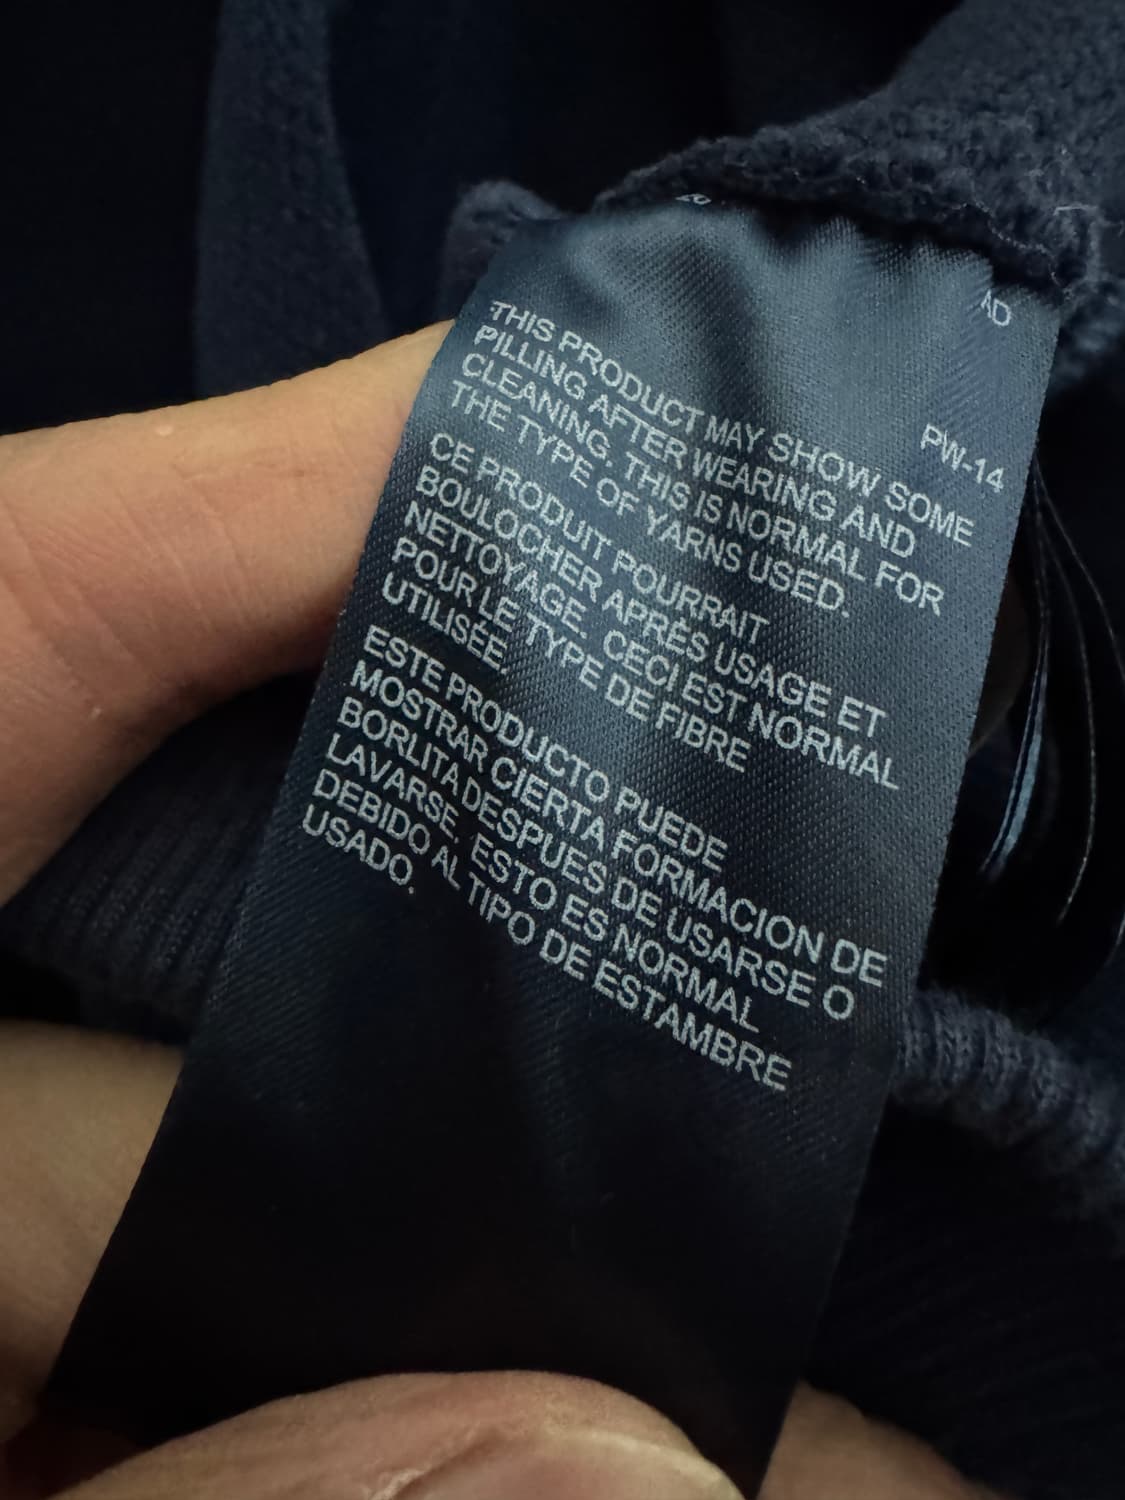 AD
PW-14
THIS PRODUCT MAY SHOW SOME
PILLING AFTER WEARING AND
CLEANING. THIS IS NORMAL FOR
THE TYPE OF YARNS USED.
CE PRODUIT POURRAIT
BOULOCHER APRÈS USAGE ET
NETTOYAGE. CECI EST NORMAL
POUR LE TYPE DE FIBRE
UTILISÉE.
ESTE PRODUCTO PUEDE
MOSTRAR CIERTA FORMACION DE
BORLITA DESPUES DE USARSE O
LAVARSE. ESTO ES NORMAL
DEBIDO AL TIPO DE ESTAMBRE
USADO.